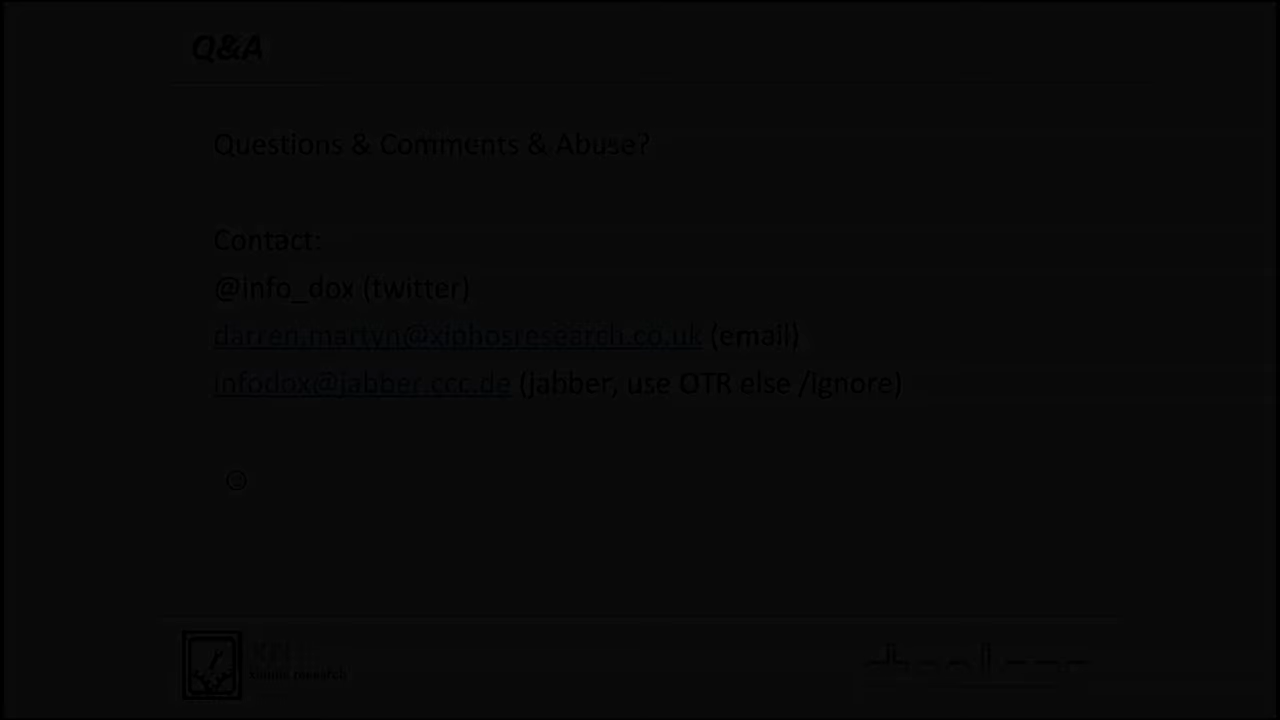 Q&A
Questions & Comments & Abuse?
Contact:
@info_dox (twitter)
darren.martyn@xiphosresearch.co.uk (email)
infodox@jabber.ccc.de (jabber, use OTR else /ignore)
☺
research